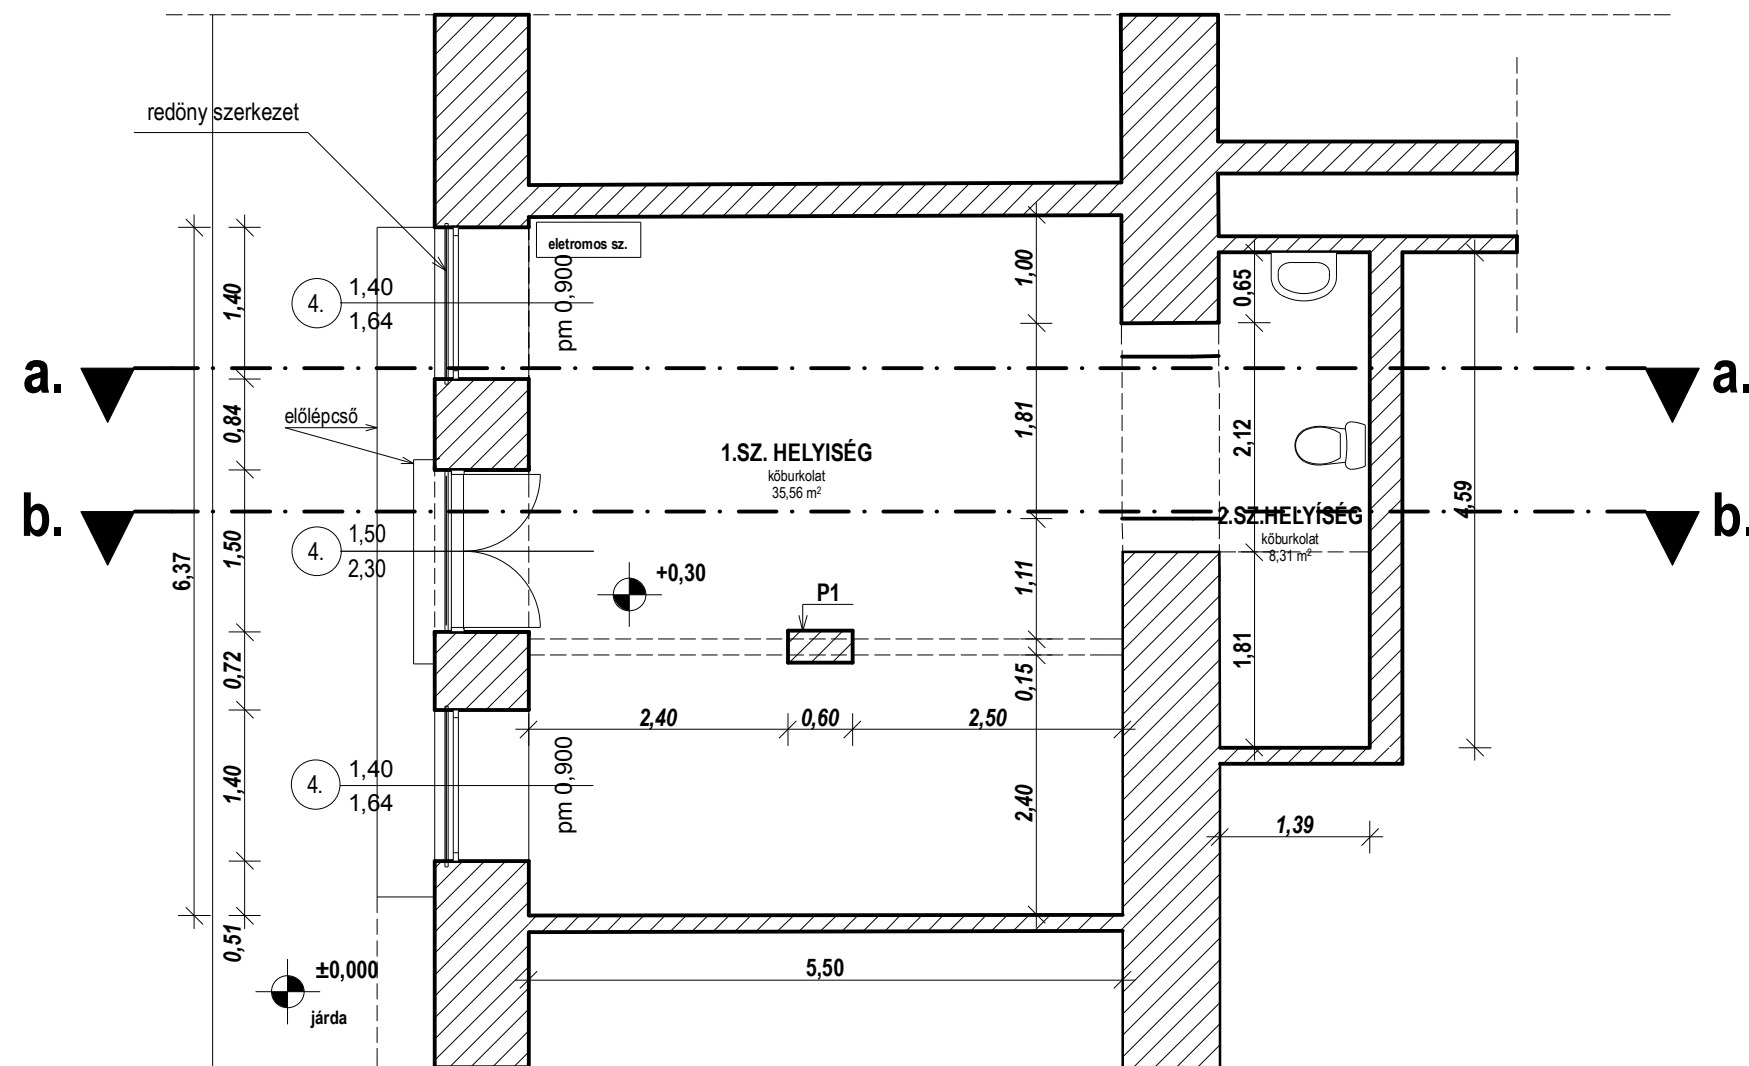 redöny szerkezet
eletromos sz.
pm 0,900
4.
1,40
1,64
1,40
6,37
0,84
1,50
0,72
1,40
0,51
a.
a.
előlépcső
1.SZ. HELYISÉG
kőburkolat
35,56 m²
1,00
1,81
1,11
0,15
2,40
0,65
2,12
1,81
4,59
b.
b.
2.SZ.HELYÍSÉG
kőburkolat
8,31 m²
4.
1,50
2,30
+0,30
P1
2,40
0,60
2,50
4.
1,40
1,64
pm 0,900
1,39
5,50
±0,000
járda